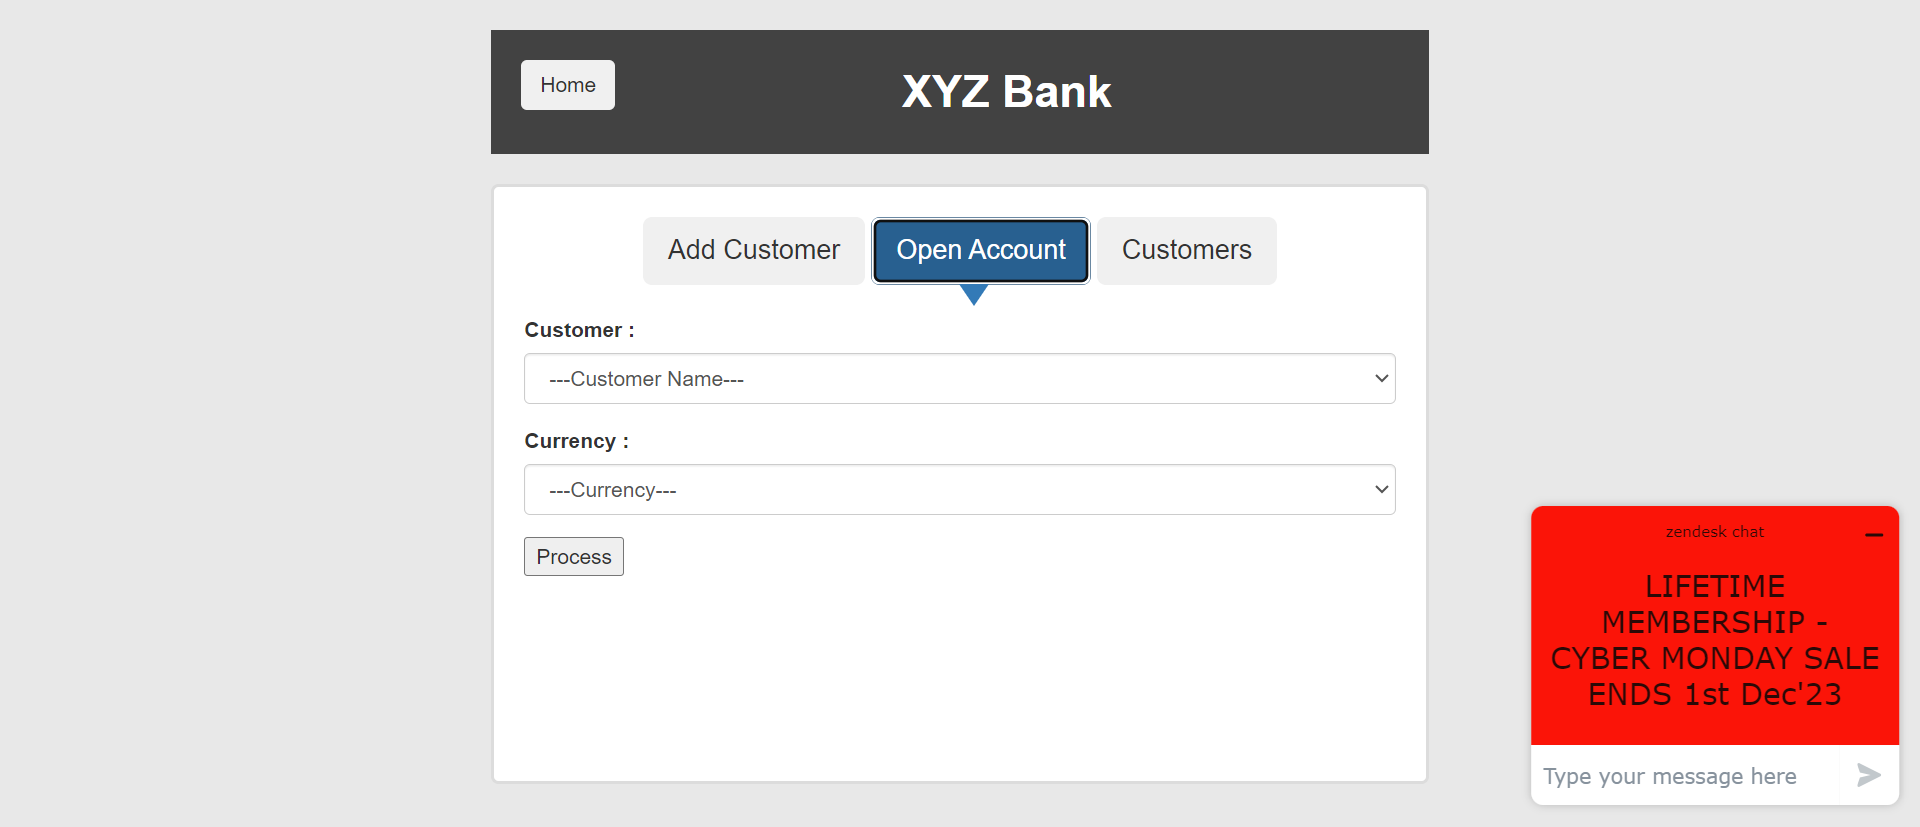 Home
XYZ Bank
Add Customer
Open Account
Customers
Customer :
---Customer Name---
Currency :
---Currency---
Process
zendesk chat
LIFETIME
MEMBERSHIP -
CYBER MONDAY SALE
ENDS 1st Dec'23
Type your message here